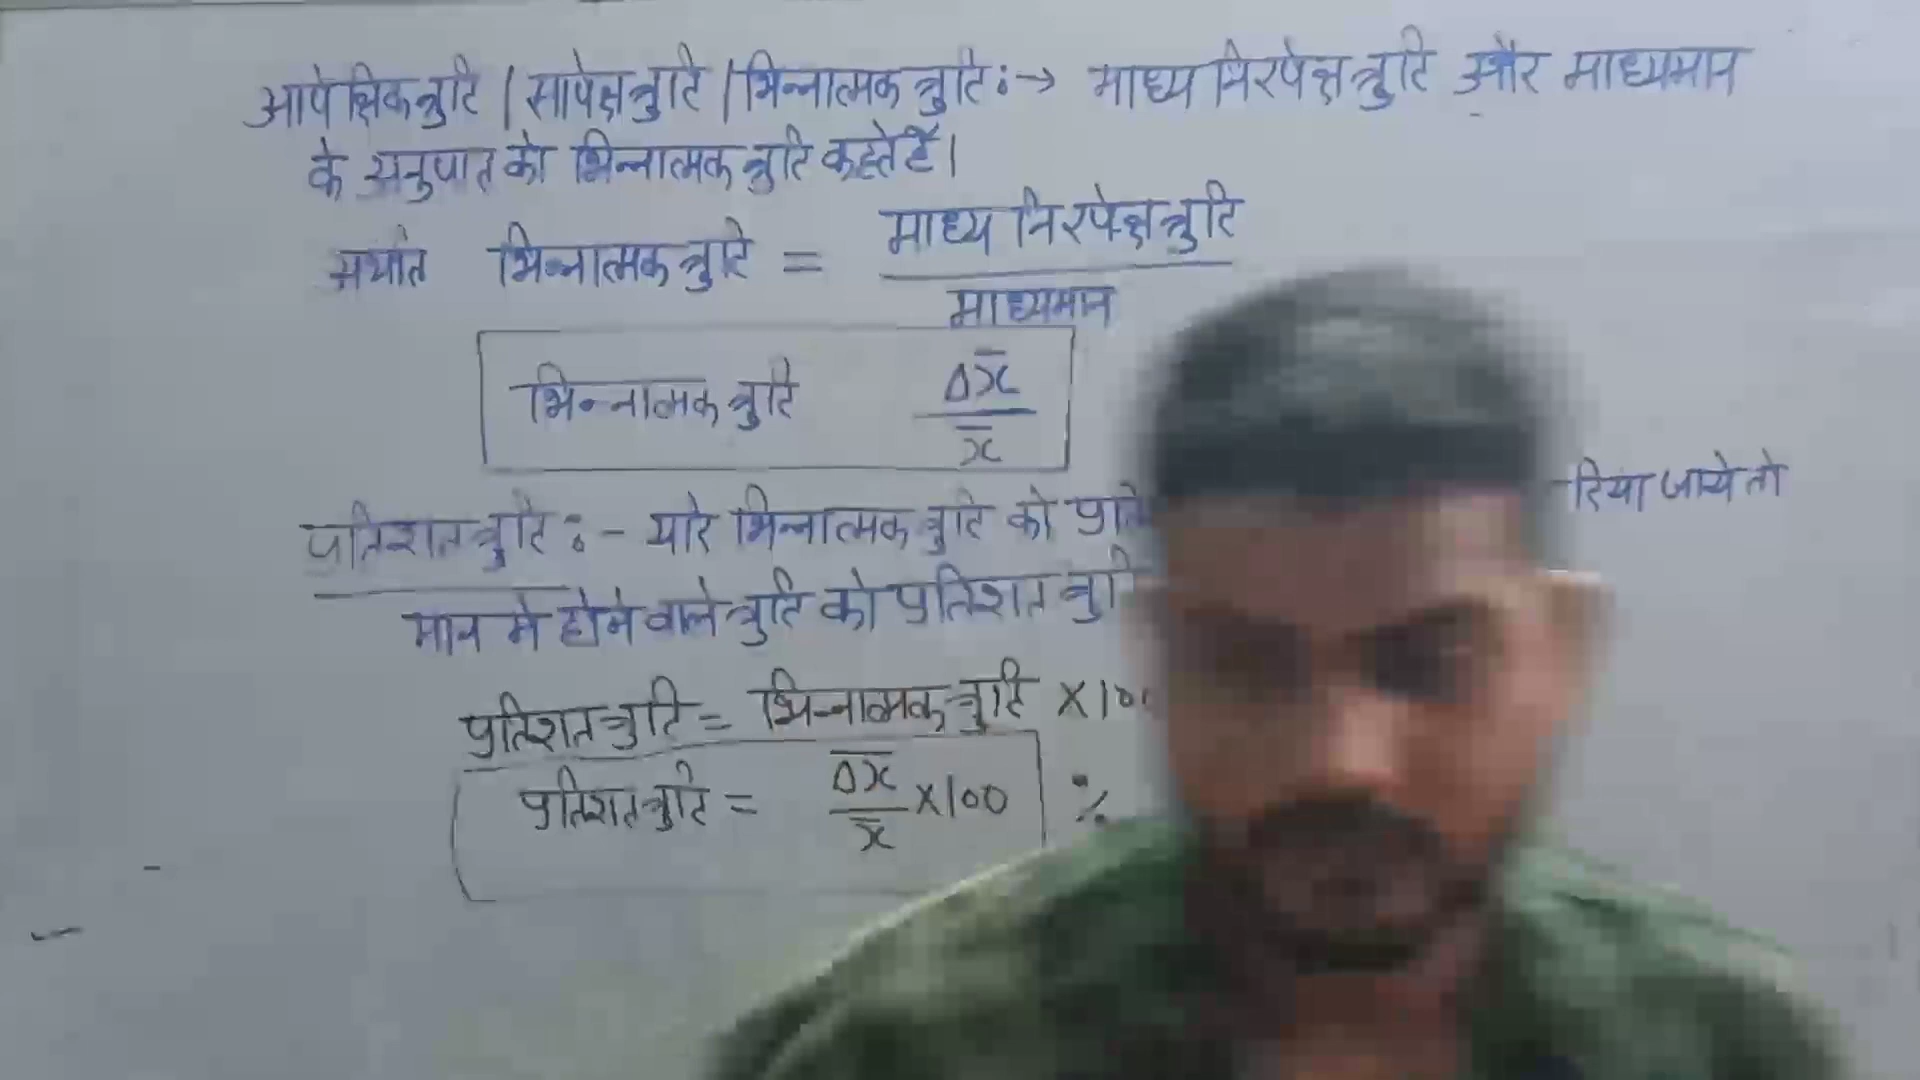 आपेक्षिक त्रुटि | सापेक्ष त्रुटि | भिन्नात्मक त्रुटि :→ माध्य निरपेक्ष त्रुटि और माध्यमान
के अनुपात को भिन्नात्मक त्रुटि कहते हैं।
अर्थात भिन्नात्मक त्रुटि = माध्य निरपेक्ष त्रुटि
माध्यमान
भिन्नात्मक त्रुटि Δx̄
x̄
प्रतिशत त्रुटि :- यदि भिन्नात्मक त्रुटि को दिया जाये तो
मान में होने वाले त्रुटि को प्रतिशत
प्रतिशत त्रुटि = भिन्नात्मक त्रुटि ×
प्रतिशत त्रुटि = Δx̄/x̄ ×100 %